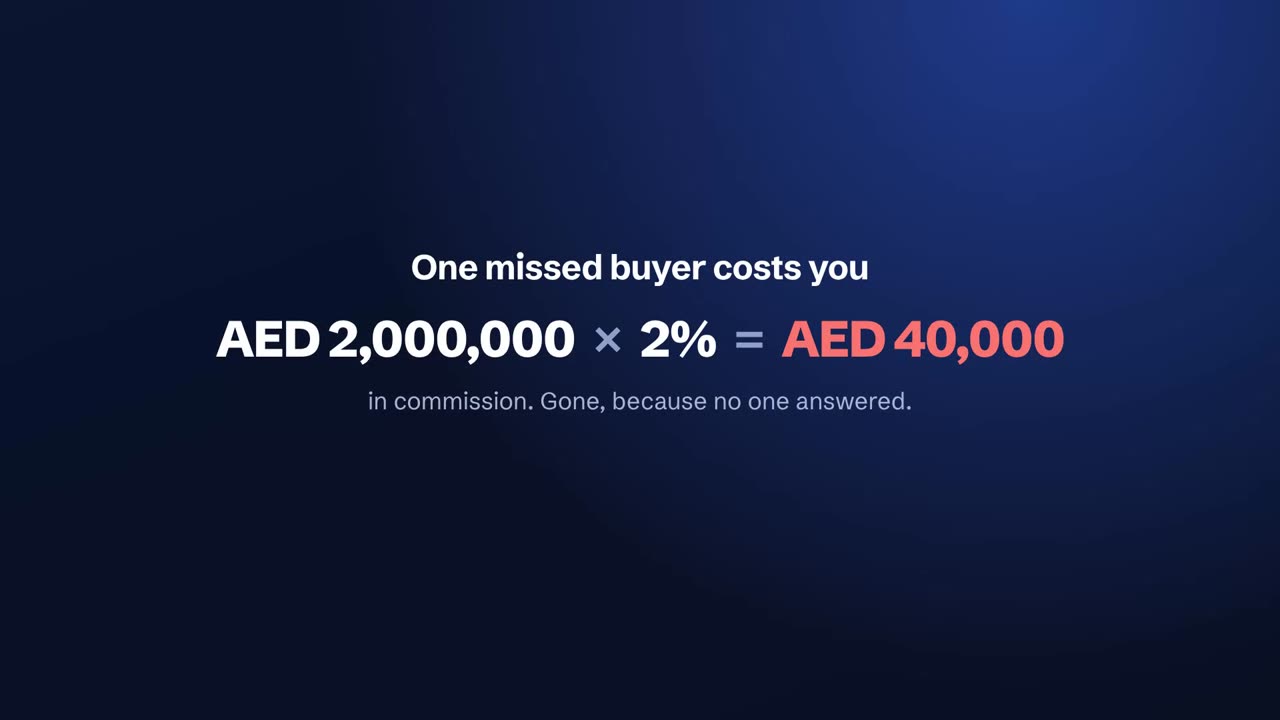 One missed buyer costs you
AED 2,000,000 × 2% = AED 40,000
in commission. Gone, because no one answered.